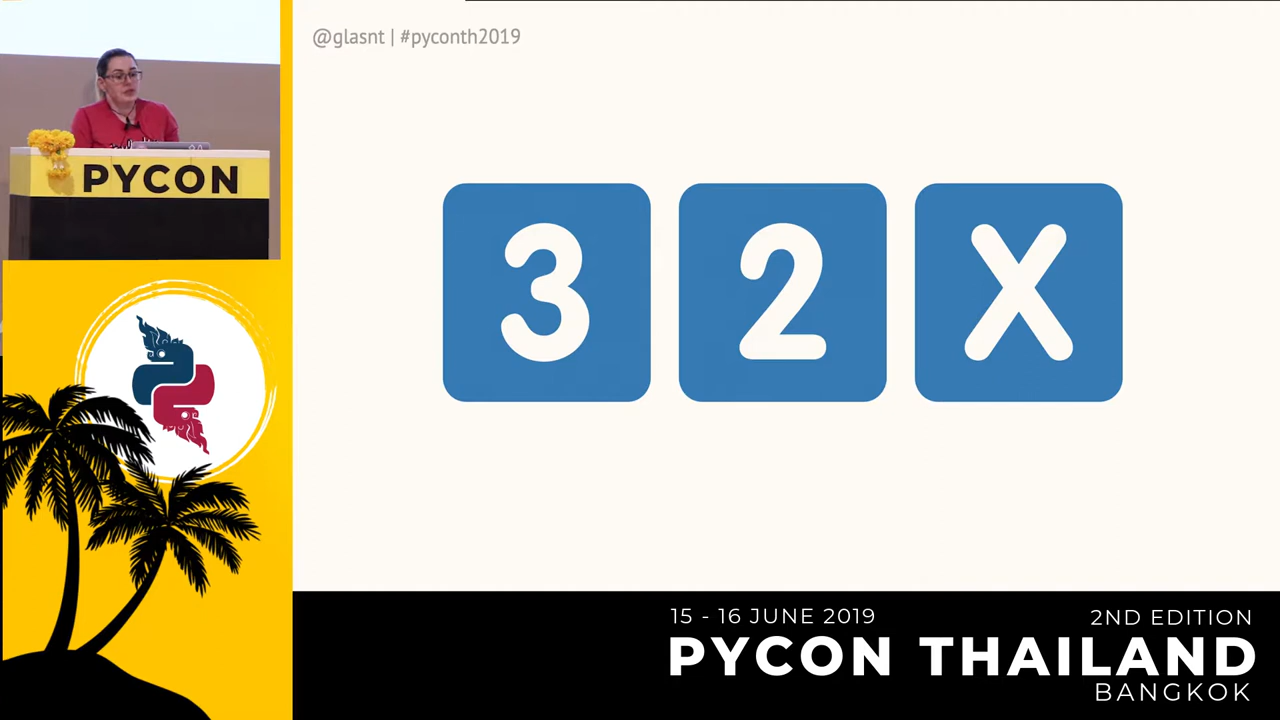 @glasnt | #pyconth2019
PYCON
3 2 X
15 - 16 JUNE 2019
2ND EDITION
PYCON THAILAND
BANGKOK